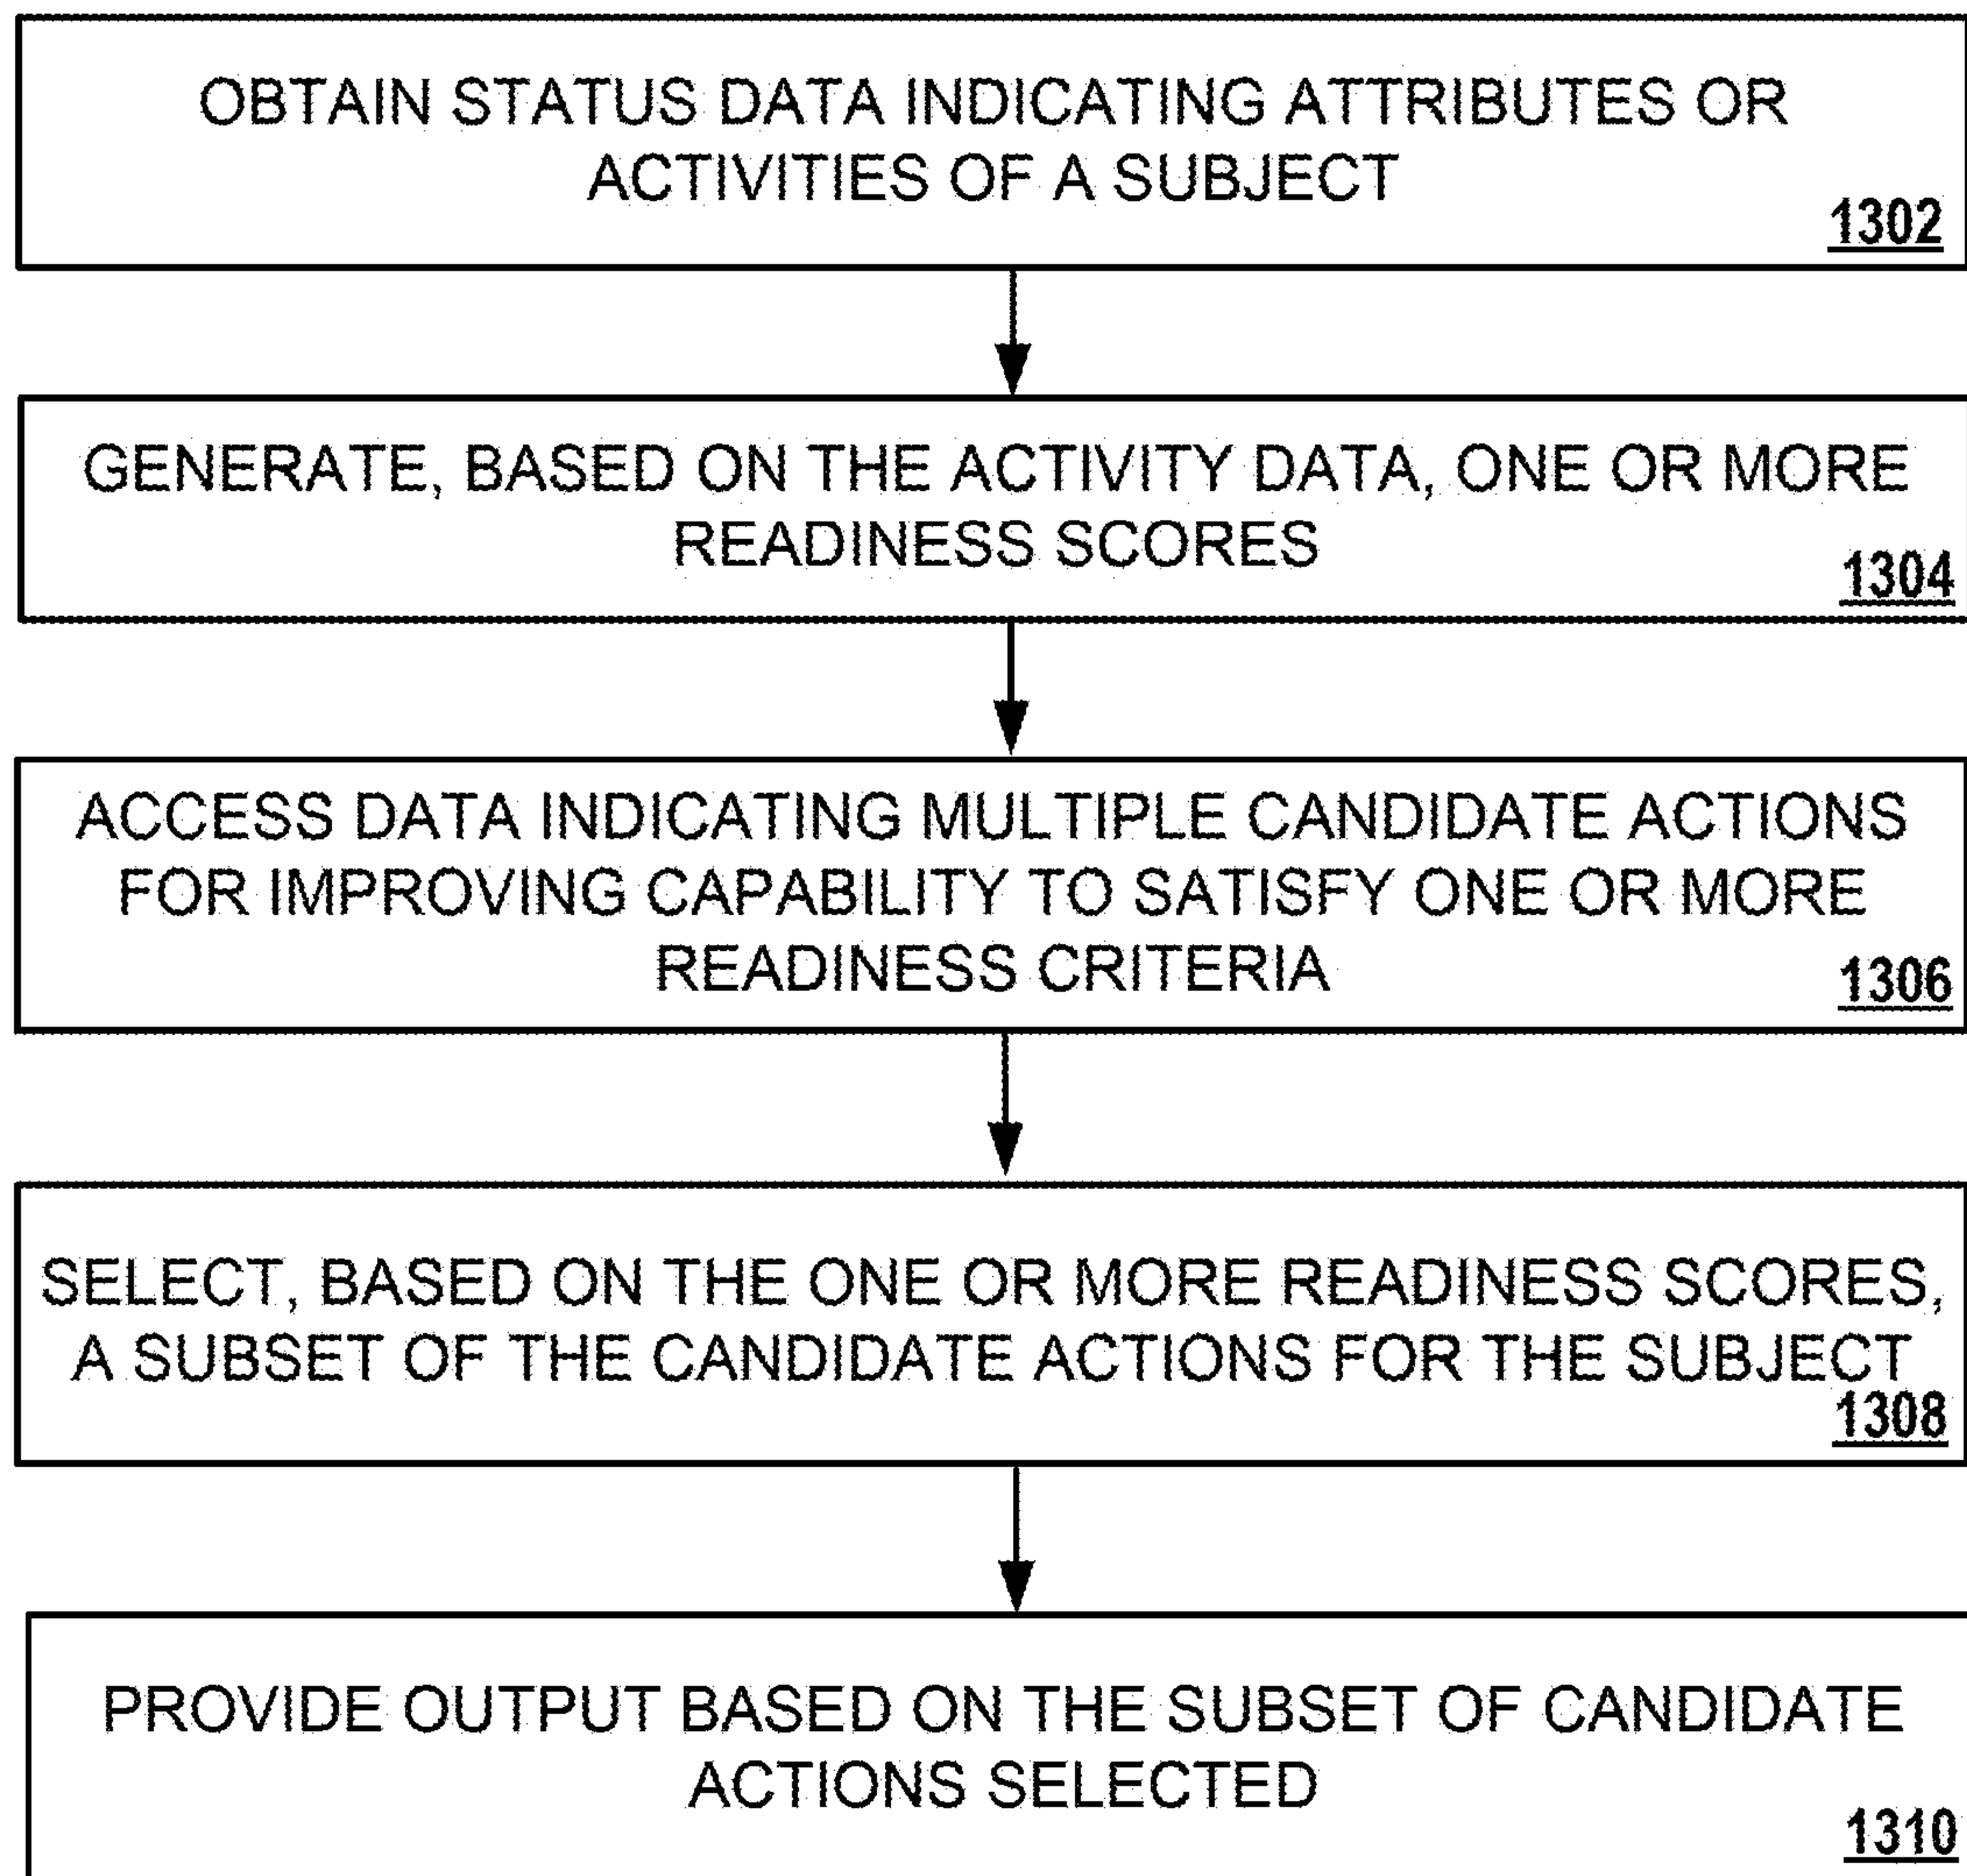 OBTAIN STATUS DATA INDICATING ATTRIBUTES OR
ACTIVITIES OF A SUBJECT
1302
GENERATE, BASED ON THE ACTIVITY DATA, ONE OR MORE
READINESS SCORES
1304
ACCESS DATA INDICATING MULTIPLE CANDIDATE ACTIONS
FOR IMPROVING CAPABILITY TO SATISFY ONE OR MORE
READINESS CRITERIA
1306
SELECT, BASED ON THE ONE OR MORE READINESS SCORES,
A SUBSET OF THE CANDIDATE ACTIONS FOR THE SUBJECT
1308
PROVIDE OUTPUT BASED ON THE SUBSET OF CANDIDATE
ACTIONS SELECTED
1310